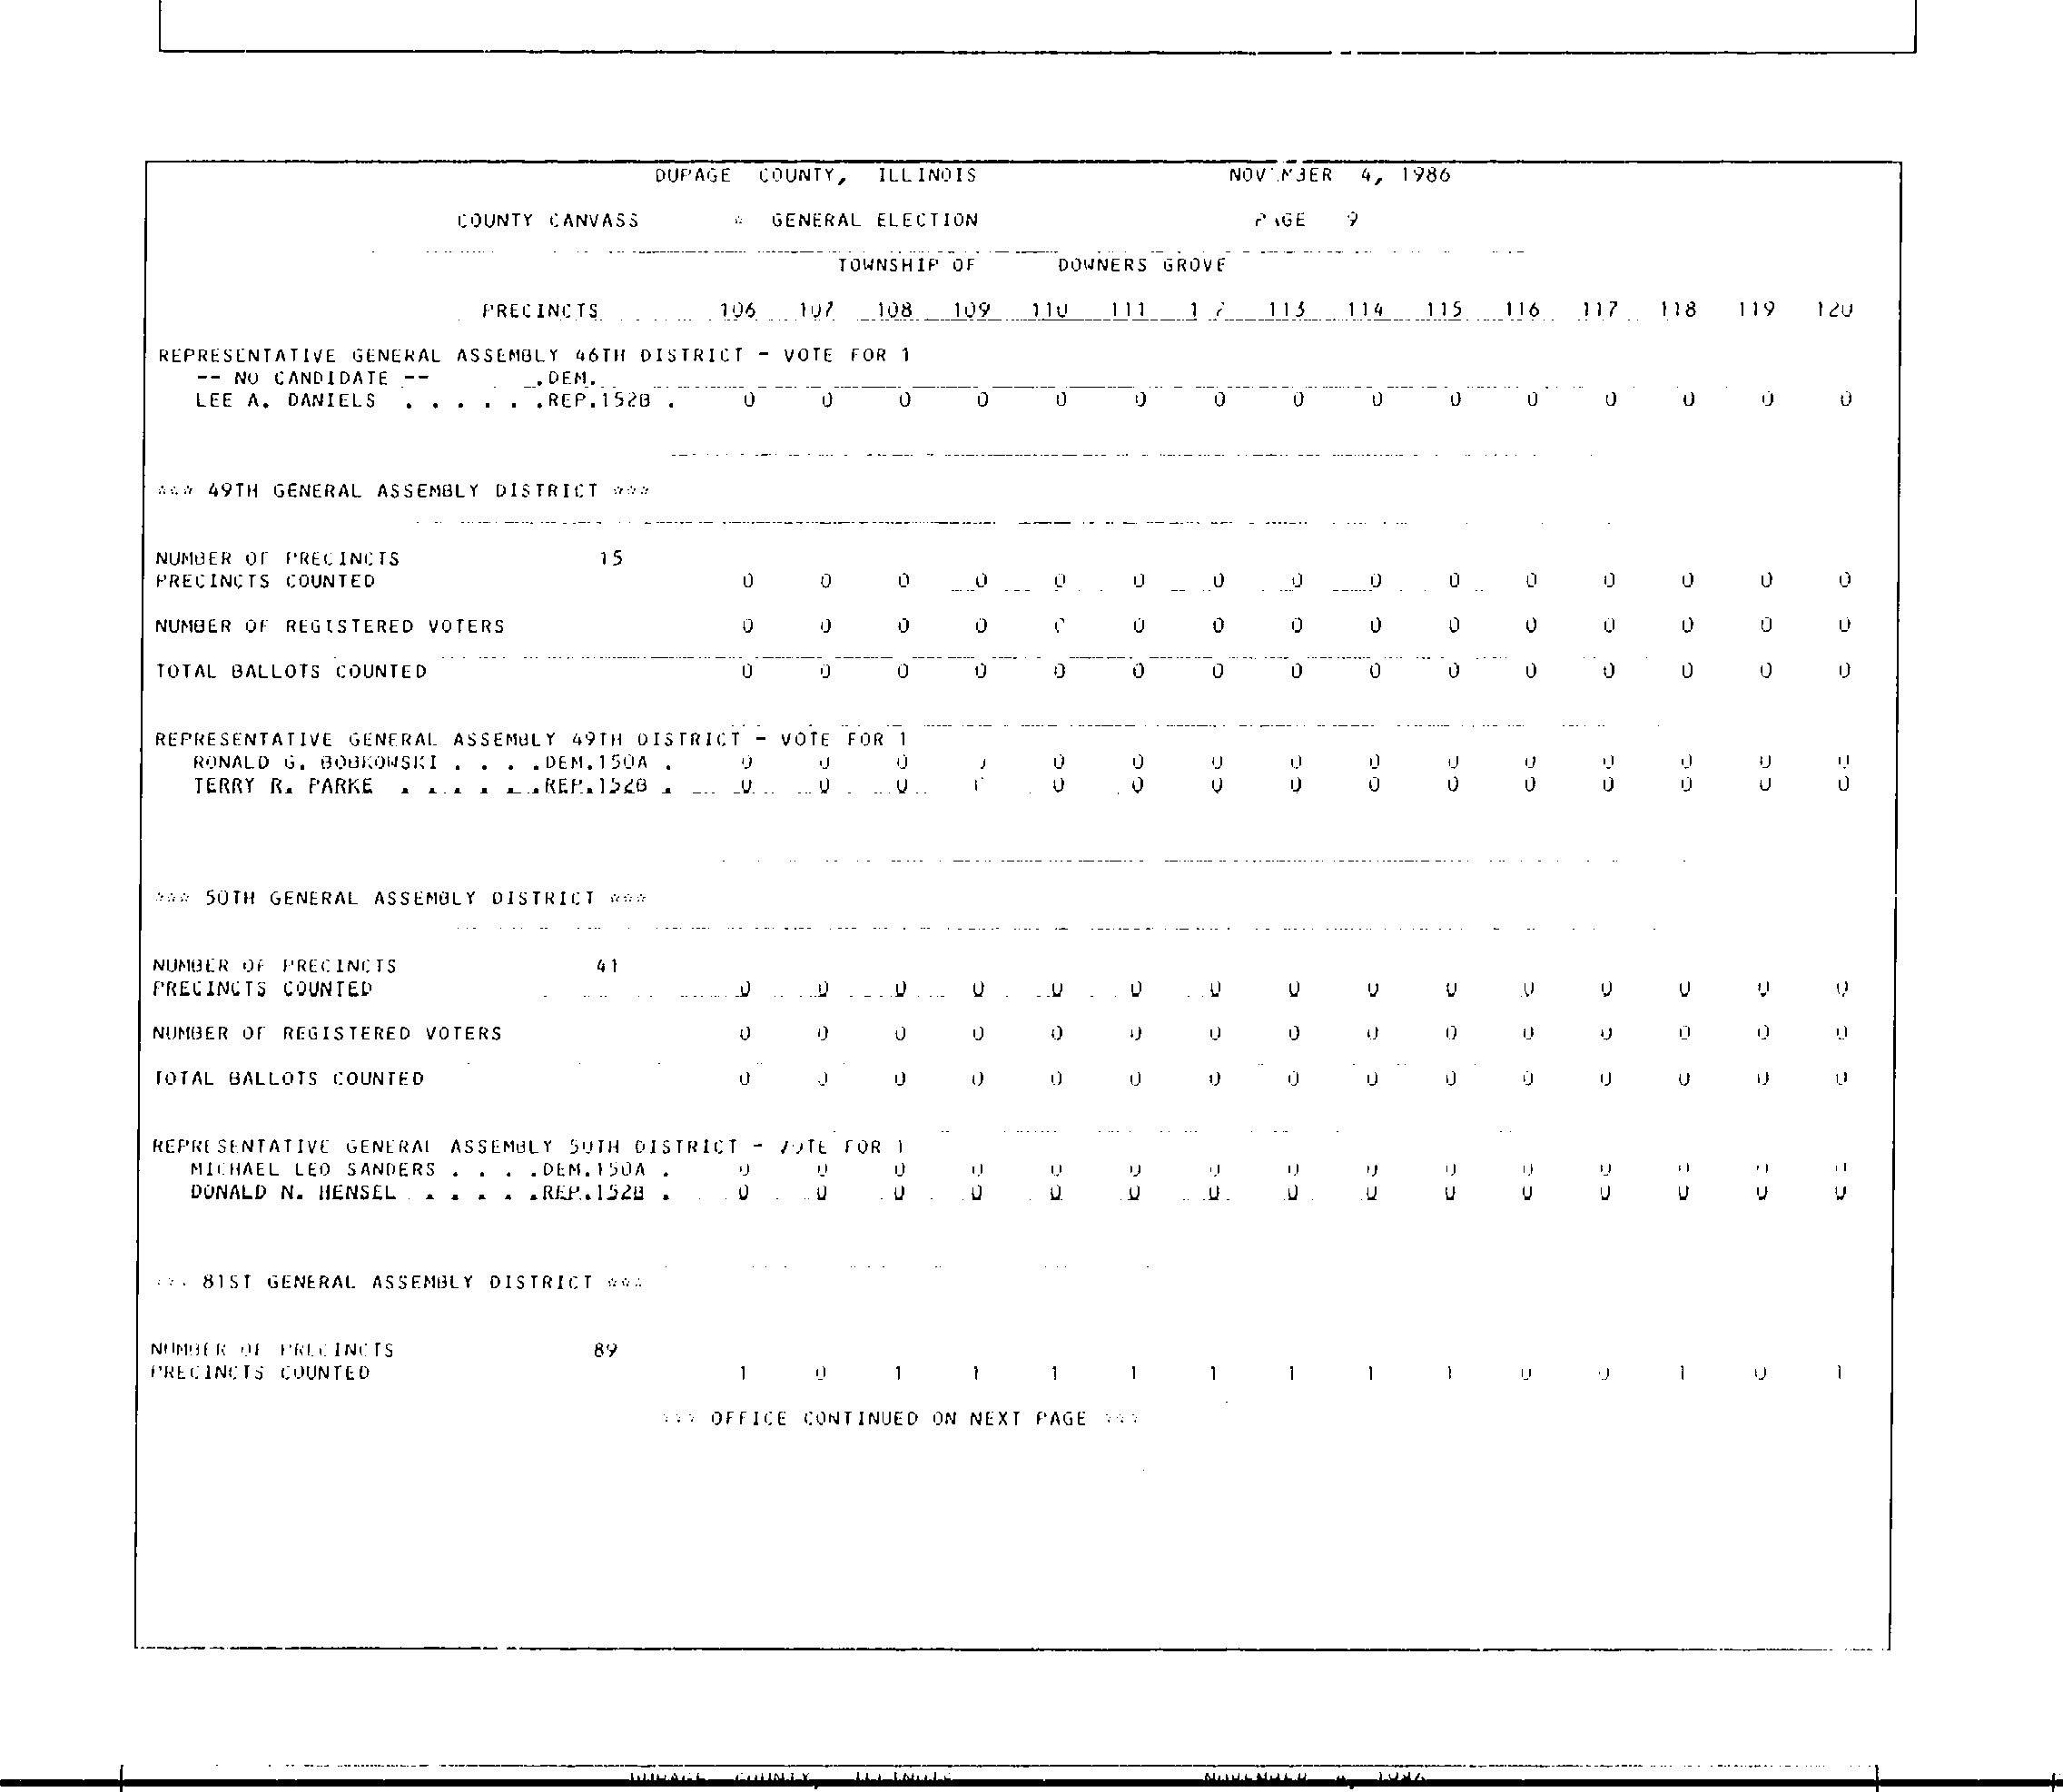 DUPAGE COUNTY, ILLINOIS NOVEMBER 4, 1986
COUNTY CANVASS * GENERAL ELECTION PAGE 9
TOWNSHIP OF DOWNERS GROVE
PRECINCTS 106 107 108 109 110 111 112 113 114 115 116 117 118 119 120
REPRESENTATIVE GENERAL ASSEMBLY 46TH DISTRICT - VOTE FOR 1
-- NO CANDIDATE -- .DEM.
LEE A. DANIELS . . . . . .REP.152B . 0 0 0 0 0 0 0 0 0 0 0 0 0 0 0
*** 49TH GENERAL ASSEMBLY DISTRICT ***
NUMBER OF PRECINCTS 15
PRECINCTS COUNTED 0 0 0 0 0 0 0 0 0 0 0 0 0 0 0
NUMBER OF REGISTERED VOTERS 0 0 0 0 0 0 0 0 0 0 0 0 0 0 0
TOTAL BALLOTS COUNTED 0 0 0 0 0 0 0 0 0 0 0 0 0 0 0
REPRESENTATIVE GENERAL ASSEMBLY 49TH DISTRICT - VOTE FOR 1
RONALD G. BOBKOWSKI . . . .DEM.150A . 0 0 0 0 0 0 0 0 0 0 0 0 0 0 0
TERRY R. PARKE . . . . . .REP.152B . 0 0 0 0 0 0 0 0 0 0 0 0 0 0 0
*** 50TH GENERAL ASSEMBLY DISTRICT ***
NUMBER OF PRECINCTS 41
PRECINCTS COUNTED 0 0 0 0 0 0 0 0 0 0 0 0 0 0 0
NUMBER OF REGISTERED VOTERS 0 0 0 0 0 0 0 0 0 0 0 0 0 0 0
TOTAL BALLOTS COUNTED 0 0 0 0 0 0 0 0 0 0 0 0 0 0 0
REPRESENTATIVE GENERAL ASSEMBLY 50TH DISTRICT - VOTE FOR 1
MICHAEL LEO SANDERS . . . .DEM.150A . 0 0 0 0 0 0 0 0 0 0 0 0 0 0 0
DONALD N. HENSEL . . . . .REP.152B . 0 0 0 0 0 0 0 0 0 0 0 0 0 0 0
*** 81ST GENERAL ASSEMBLY DISTRICT ***
NUMBER OF PRECINCTS 89
PRECINCTS COUNTED 1 0 1 1 1 1 1 1 1 1 0 0 1 0 1
*** OFFICE CONTINUED ON NEXT PAGE ***
DUPAGE COUNTY, ILLINOIS NOVEMBER 4, 1986